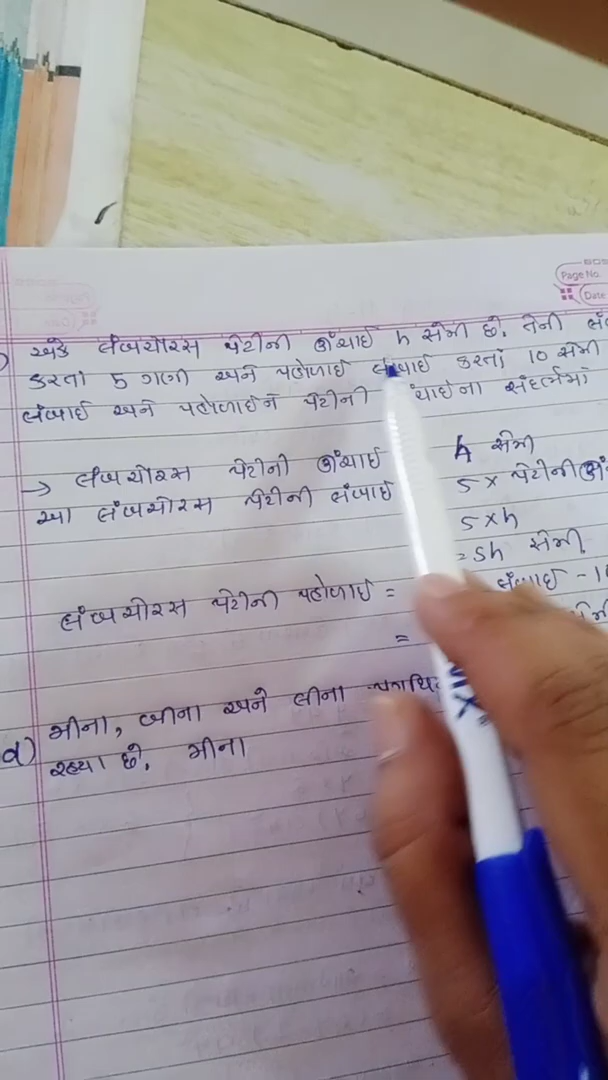 Page No.
Date
એક લંબચોરસ પેટીની ઊંચાઈ h સેમી છે. તેની
કરતાં 5 ગણી અને પહોળાઈ લંબાઈ કરતાં 10 સેમી
લંબાઈ અને પહોળાઈને પેટીની ઊંચાઈના સંદર્ભમાં
→ લંબચોરસ પેટીની ઊંચાઈ h સેમી
આ લંબચોરસ પેટીની લંબાઈ 5 x પેટીની
5 x h
= 5h સેમી
લંબચોરસ પેટીની પહોળાઈ = લંબાઈ -
=
d) મીના, બીના અને લીના
રહ્યા છે. મીના